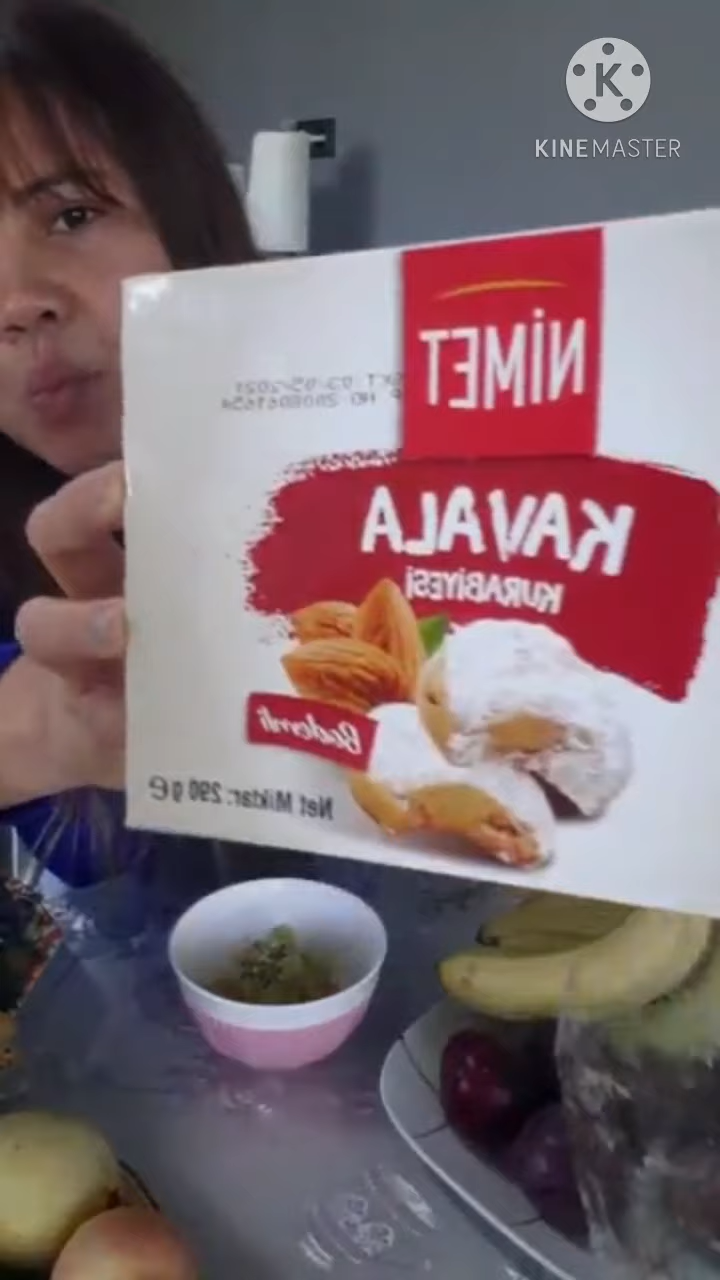 KINEMASTER
NİMET
KAVALA
KURABİYESİ
Bademli
Net Miktar: 290 g e